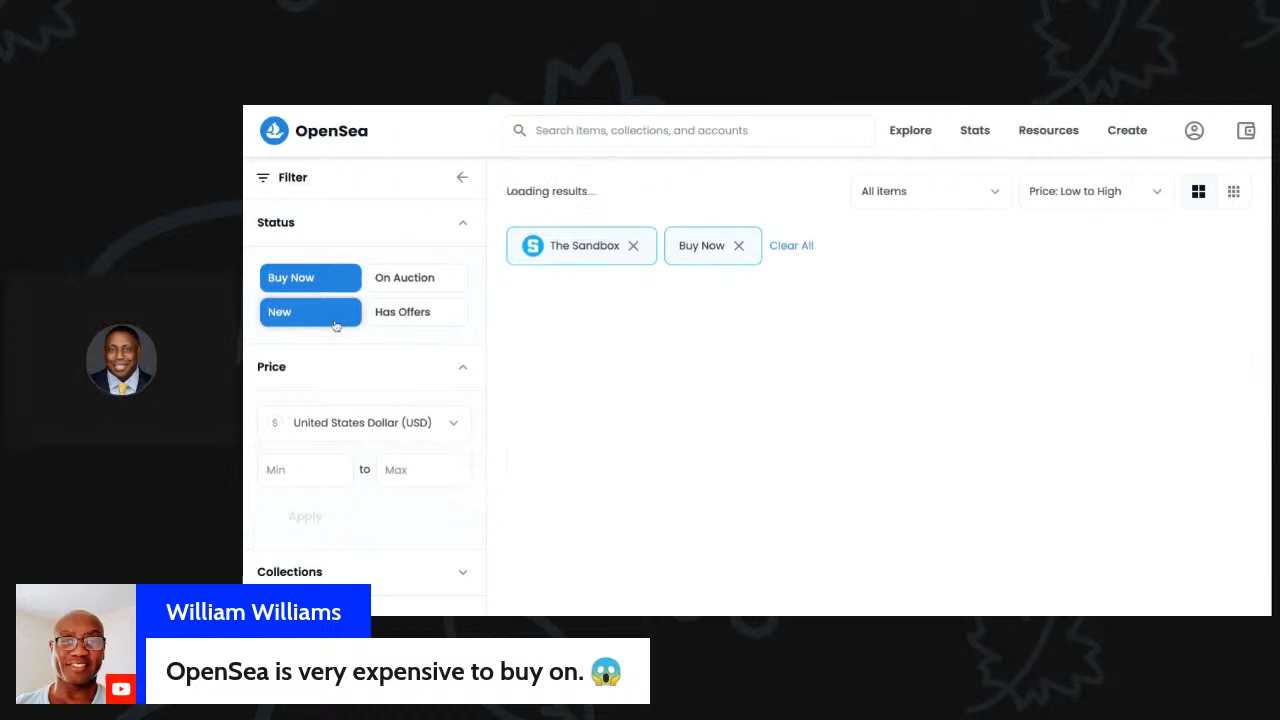 OpenSea
Search items, collections, and accounts
Explore
Stats
Resources
Create
Filter
Loading results...
All items
Price: Low to High
Status
The Sandbox
Buy Now
Clear All
Buy Now
On Auction
New
Has Offers
Price
$ United States Dollar (USD)
Min
to
Max
Apply
Collections
William Williams
OpenSea is very expensive to buy on. 😱